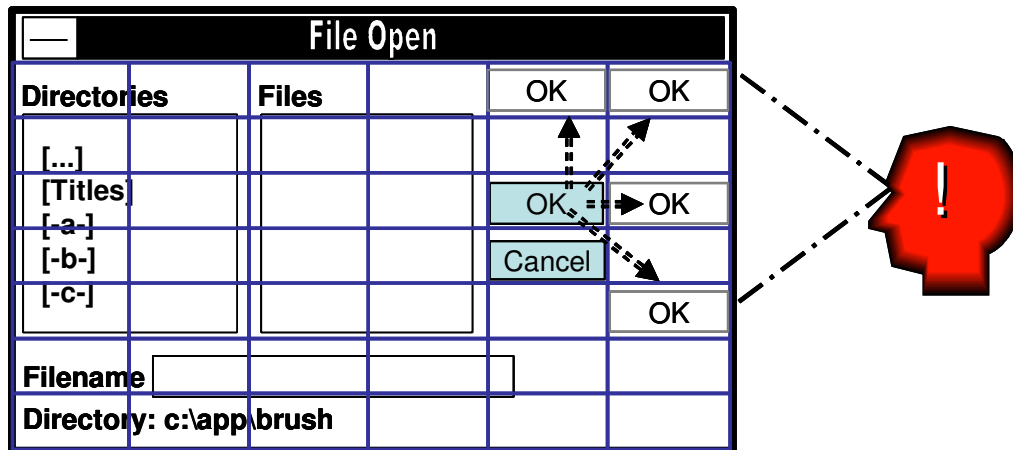 File Open
Directories Files OK OK
[...]
[Titles] OK OK !
[-a-]
[-b-] Cancel
[-c-] OK
Filename
Directory: c:\app\brush